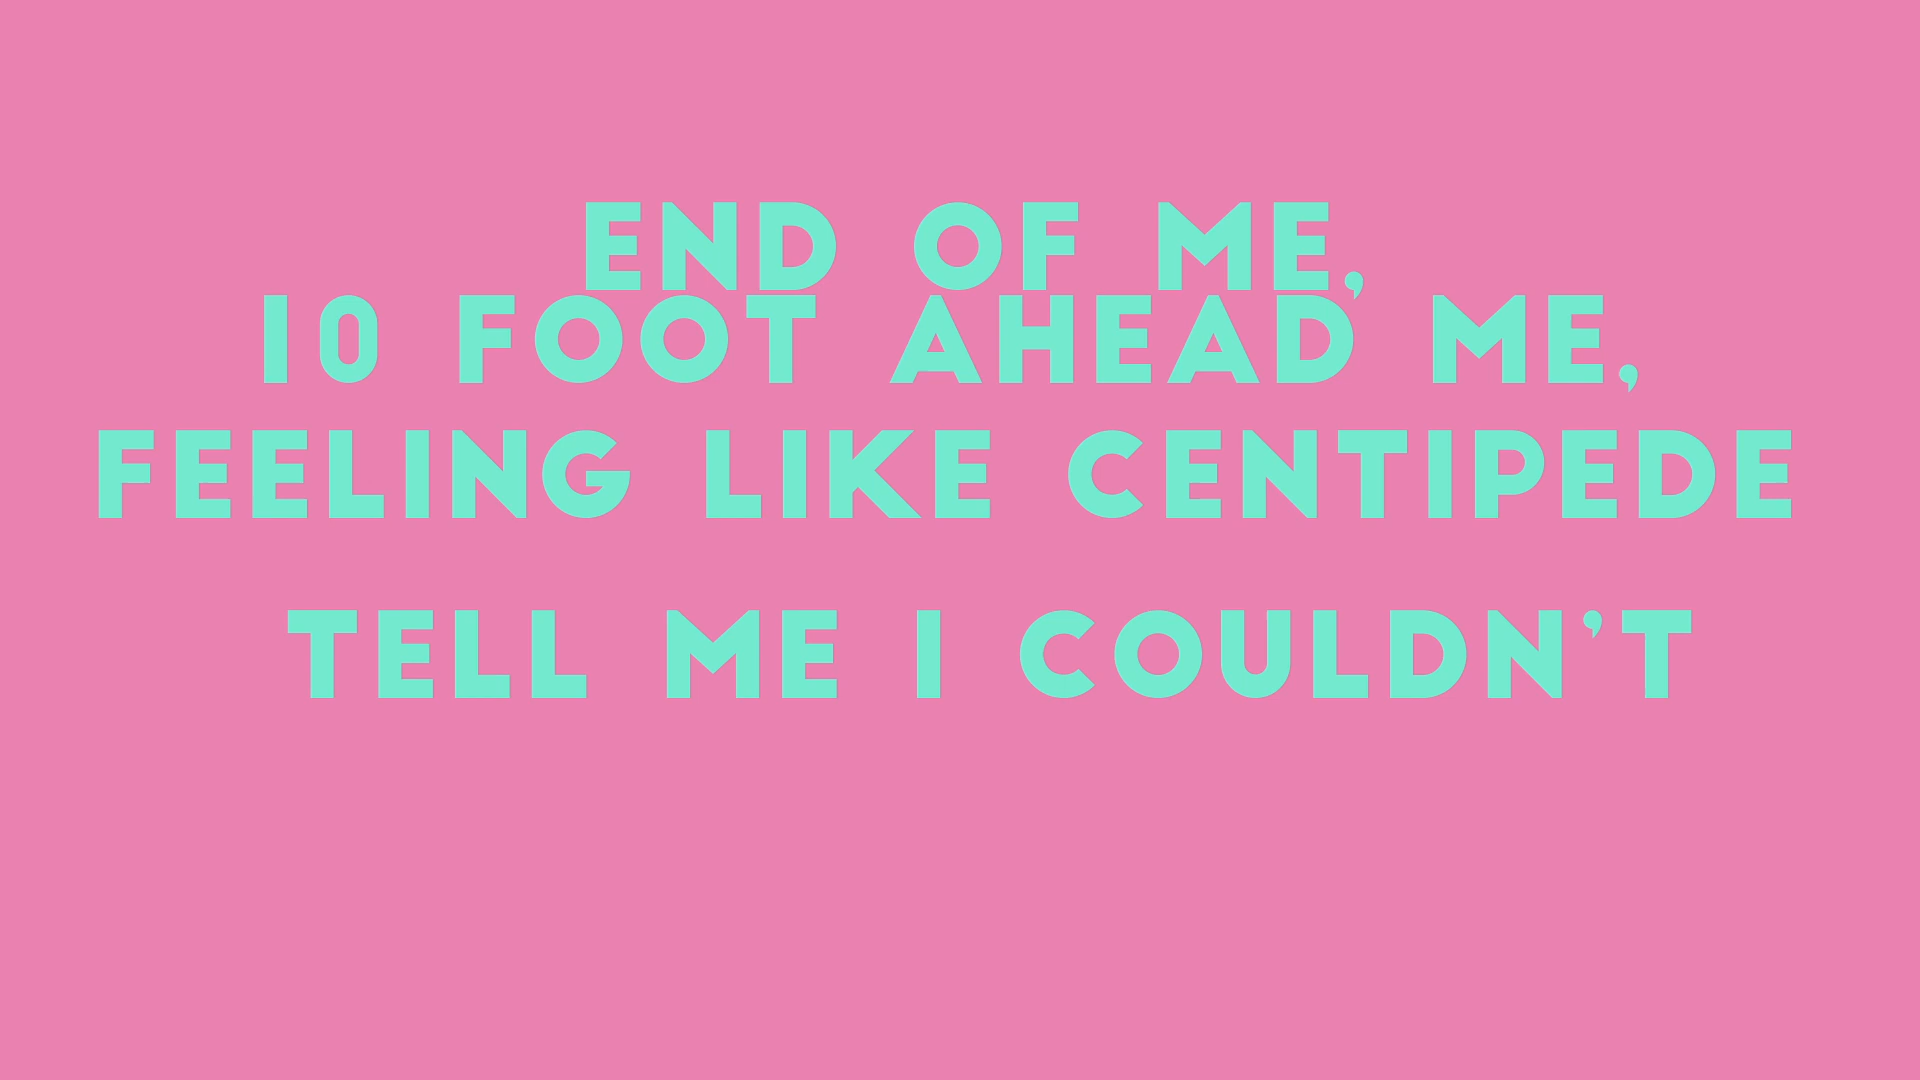 END OF ME,
10 FOOT AHEAD ME,
FEELING LIKE CENTIPEDE
TELL ME I COULDN'T